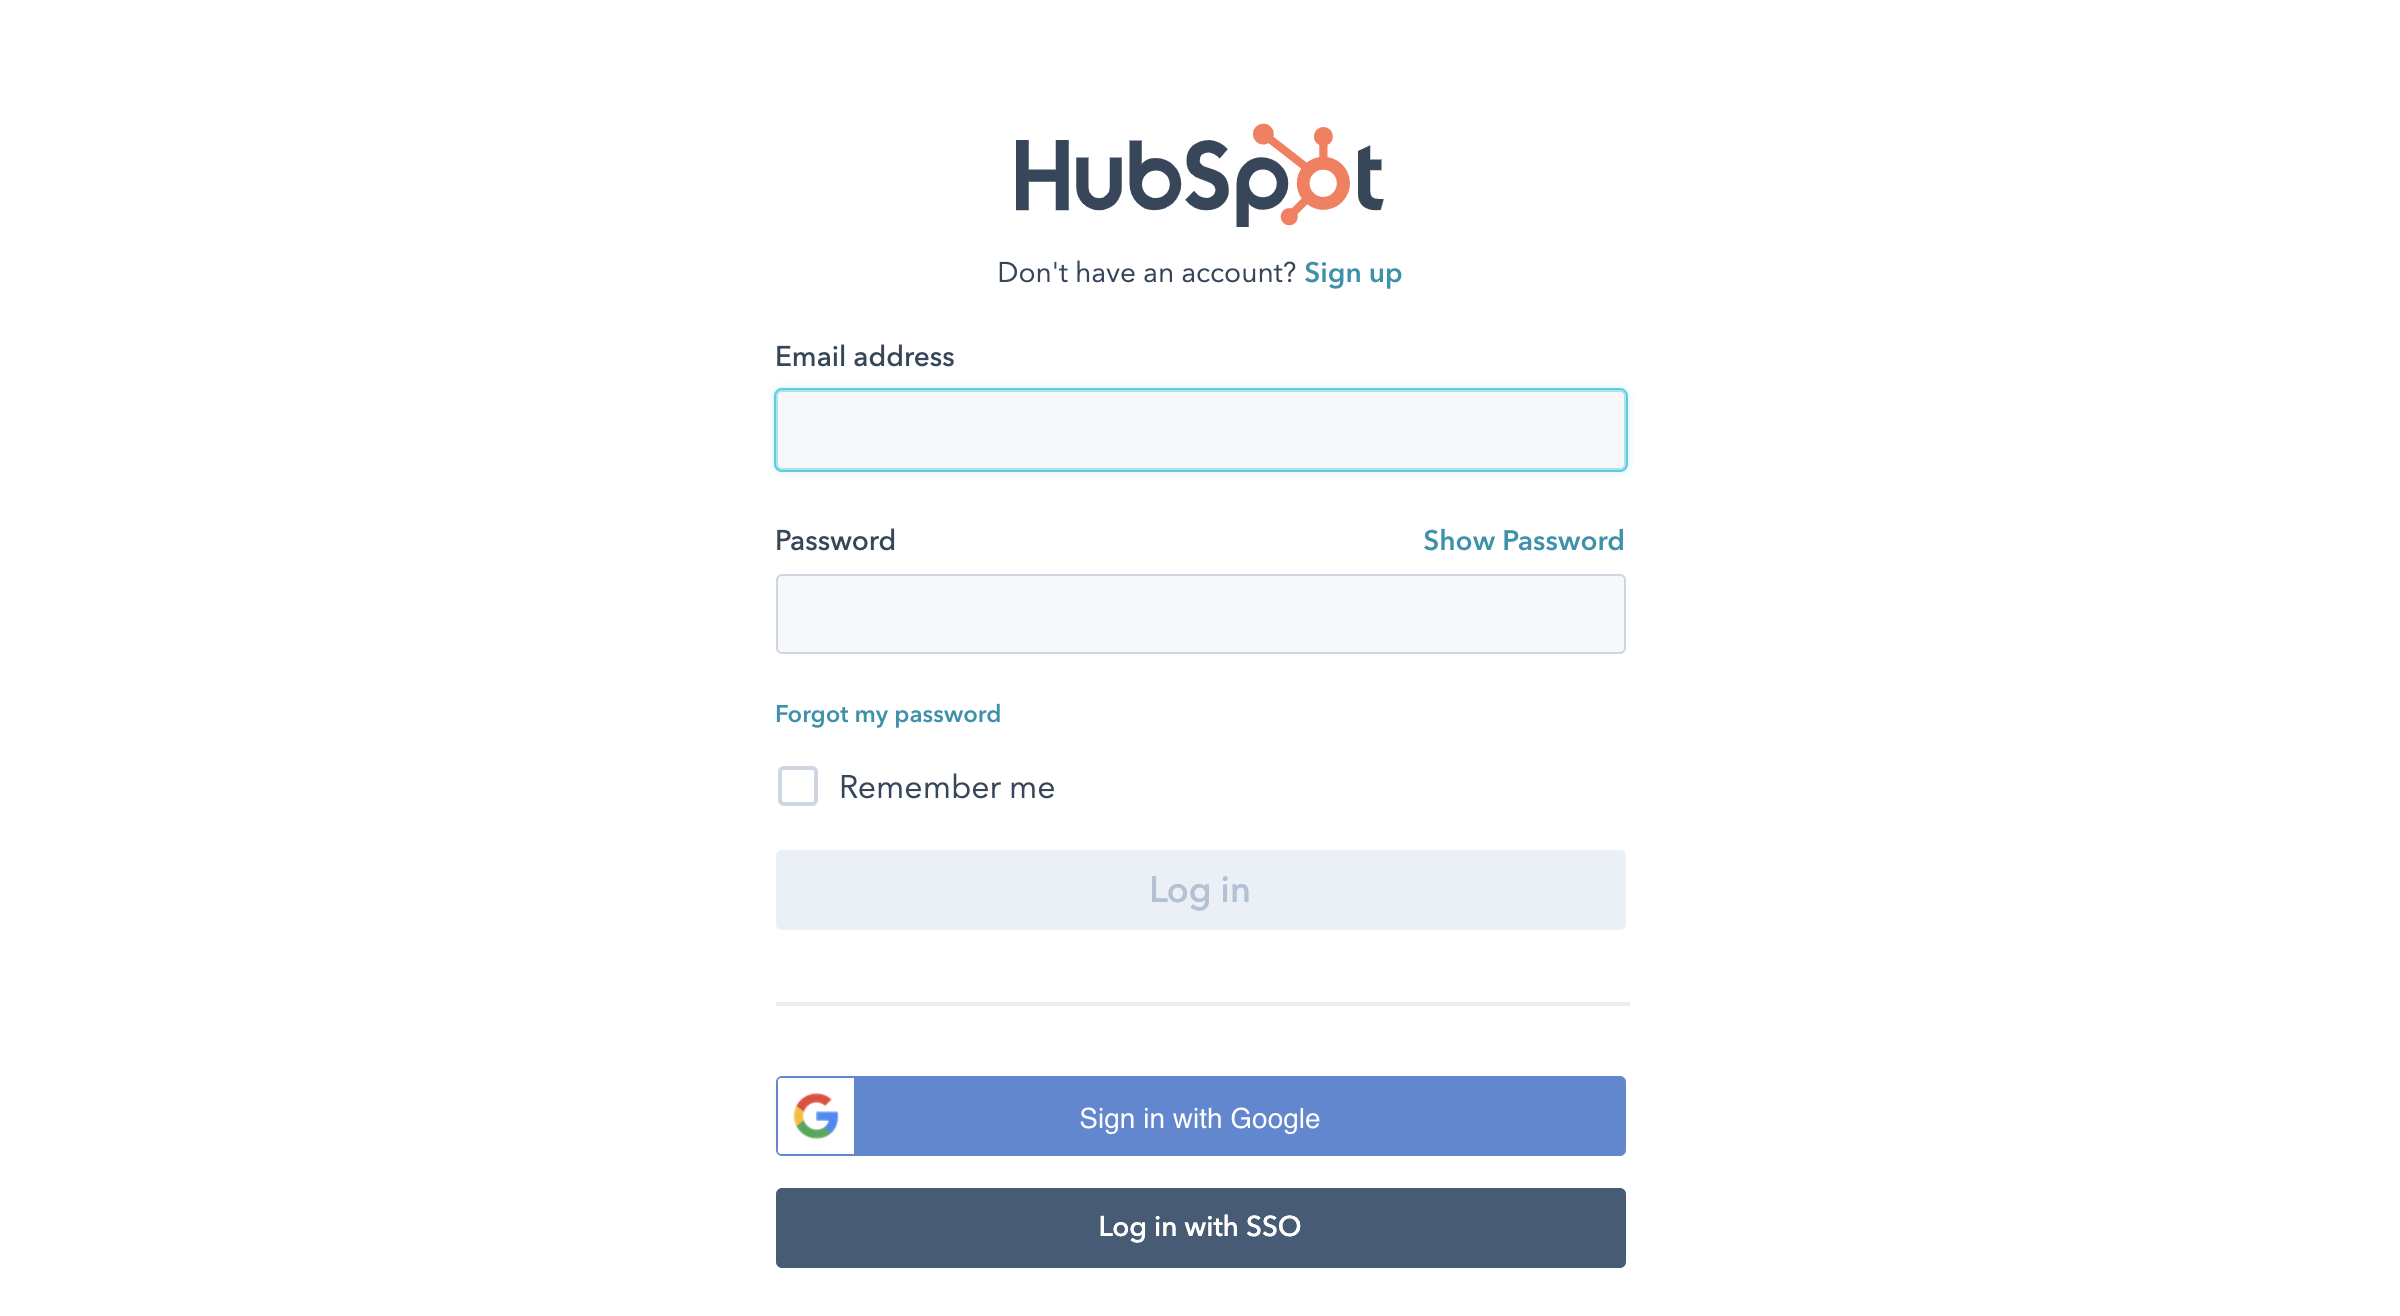 HubSpot
Don't have an account? Sign up
Email address
Password Show Password
Forgot my password
Remember me
Log in
Sign in with Google
Log in with SSO